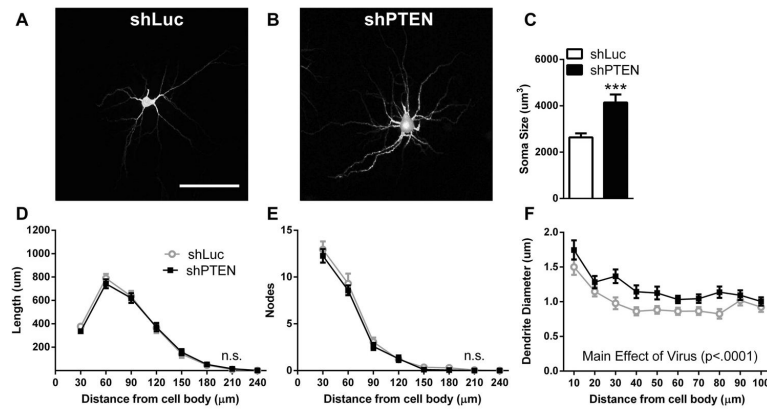 A
shLuc
B
shPTEN
C
shLuc
shPTEN
***
6000
4000
2000
0
Soma Size (um³)
D
1200
1000
800
600
400
200
Length (um)
shLuc
shPTEN
n.s.
30 60 90 120 150 180 210 240
Distance from cell body (μm)
E
15
10
5
0
Nodes
n.s.
30 60 90 120 150 180 210 240
Distance from cell body (μm)
F
2.0
1.5
1.0
0.5
0.0
Dendrite Diameter (um)
Main Effect of Virus (p<.0001)
10 20 30 40 50 60 70 80 90 100
Distance from cell body (μm)